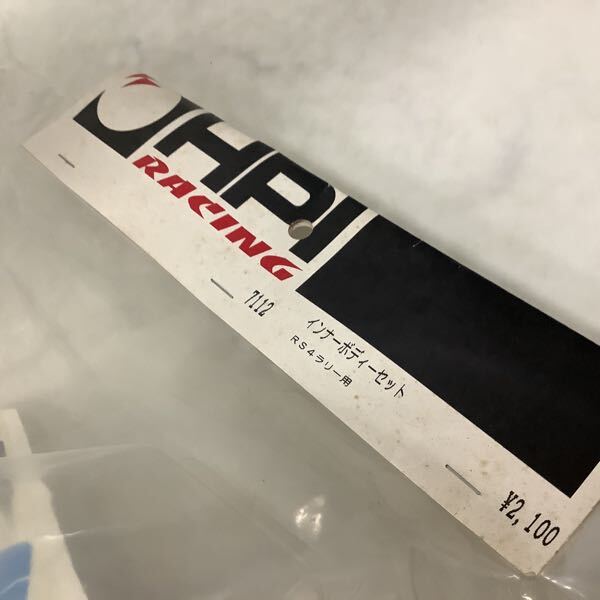 HPI
RACING
7112
インナーボディーセット
RS4ラリー用
¥2,100